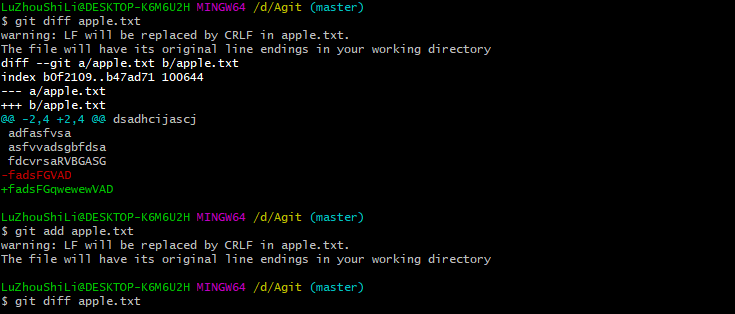 LuZhouShiLi@DESKTOP-K6M6U2H MINGW64 /d/Agit (master)
$ git diff apple.txt
warning: LF will be replaced by CRLF in apple.txt.
The file will have its original line endings in your working directory
diff --git a/apple.txt b/apple.txt
index b0f2109..b47ad71 100644
--- a/apple.txt
+++ b/apple.txt
@@ -2,4 +2,4 @@ dsadhcijascj
 adfasfvsa
 asfvvadsgbfdsa
 fdcvrsaRVBGASG
-fadsFGVAD
+fadsFGqwewewVAD
LuZhouShiLi@DESKTOP-K6M6U2H MINGW64 /d/Agit (master)
$ git add apple.txt
warning: LF will be replaced by CRLF in apple.txt.
The file will have its original line endings in your working directory
LuZhouShiLi@DESKTOP-K6M6U2H MINGW64 /d/Agit (master)
$ git diff apple.txt